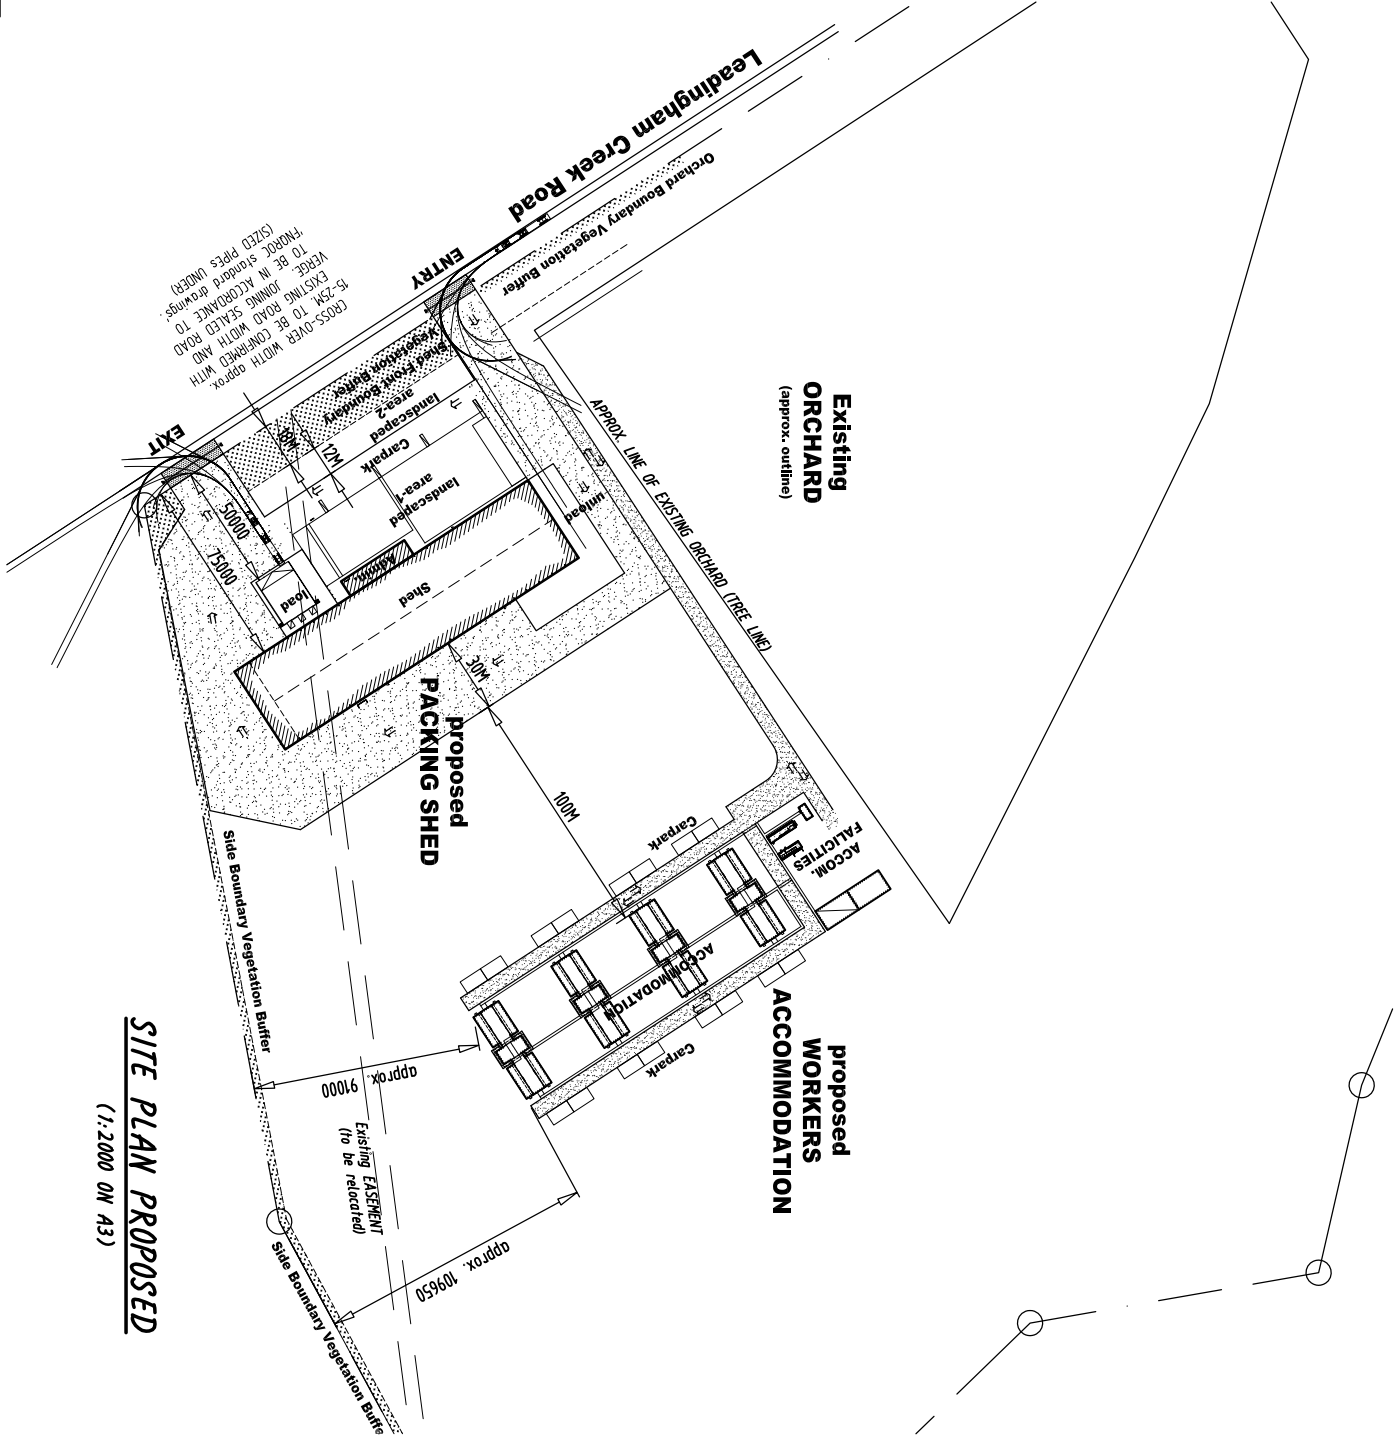 Leadingham Creek Road
Orchard Boundary Vegetation Buffer
ENTRY
CROSS-OVER WIDTH approx.
15-25M. TO BE CONFIRMED WITH
EXISTING ROAD WIDTH AND
VERGE. JOINING SEALED ROAD
TO BE IN ACCORDANCE TO
'FNQROC standard drawings'.
(SIZED PIPES UNDER)
EXIT
Shed Front Boundary
Vegetation Buffer
landscaped
area-2
Carpark
landscaped
area-1
18M
12M
50000
75000
unload
Admin
load
Shed
30M
100M
APPROX. LINE OF EXISTING ORCHARD (TREE LINE)
Existing
ORCHARD
(approx. outline)
proposed
PACKING SHED
Carpark
ACCOM.
FALICITIES
ACCOMMODATION
Carpark
proposed
WORKERS
ACCOMMODATION
Side Boundary Vegetation Buffer
approx. 91000
Existing EASEMENT
(to be relocated)
approx. 109650
Side Boundary Vegetation Buffe
SITE PLAN PROPOSED
(1:2000 ON A3)